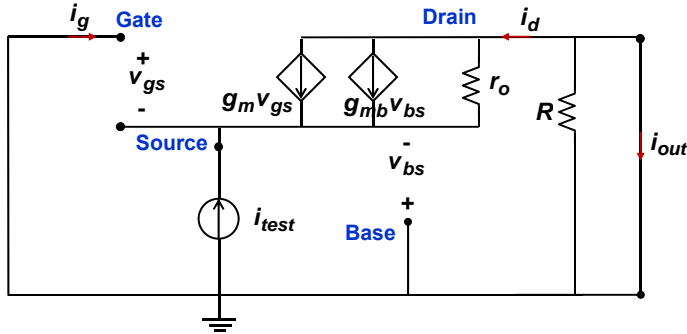 i_g Gate
Drain
i_d
+
v_gs
-
g_m v_gs
g_mb v_bs
r_o
R
i_out
Source
-
v_bs
+
i_test
Base